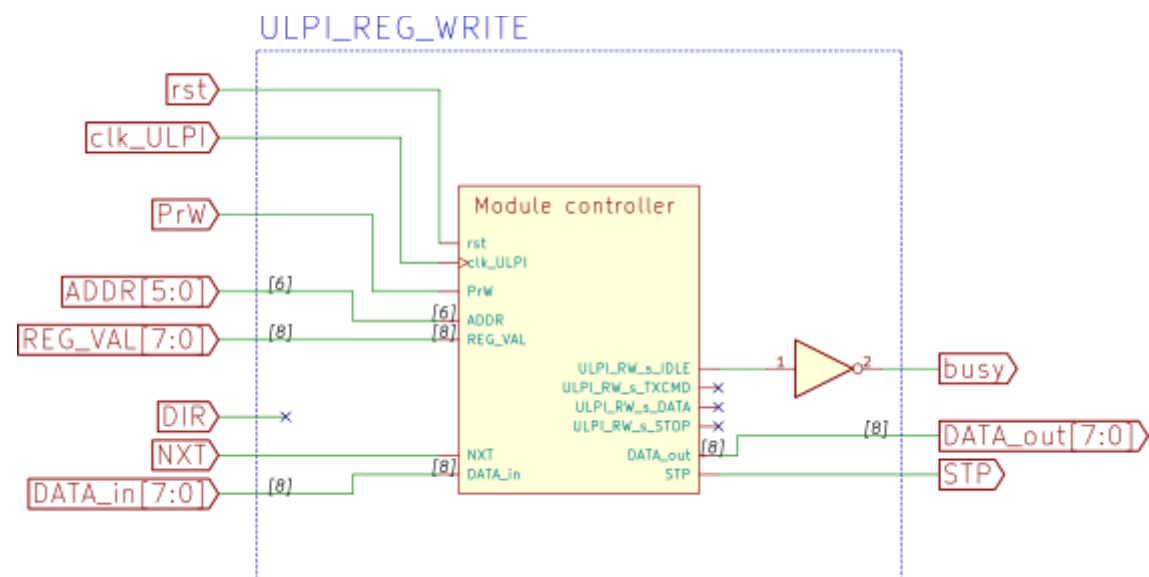 ULPI_REG_WRITE
rst
clk_ULPI
PrW
ADDR[5:0]
[6]
REG_VAL[7:0]
[8]
DIR
NXT
DATA_in[7:0]
[8]
Module controller
rst
clk_ULPI
PrW
[6] ADDR
[8] REG_VAL
ULPI_RW_s_IDLE
ULPI_RW_s_TXCMD
ULPI_RW_s_DATA
ULPI_RW_s_STOP
NXT
[8] DATA_in
DATA_out [8]
STP
1
2
busy
[8]
DATA_out[7:0]
STP